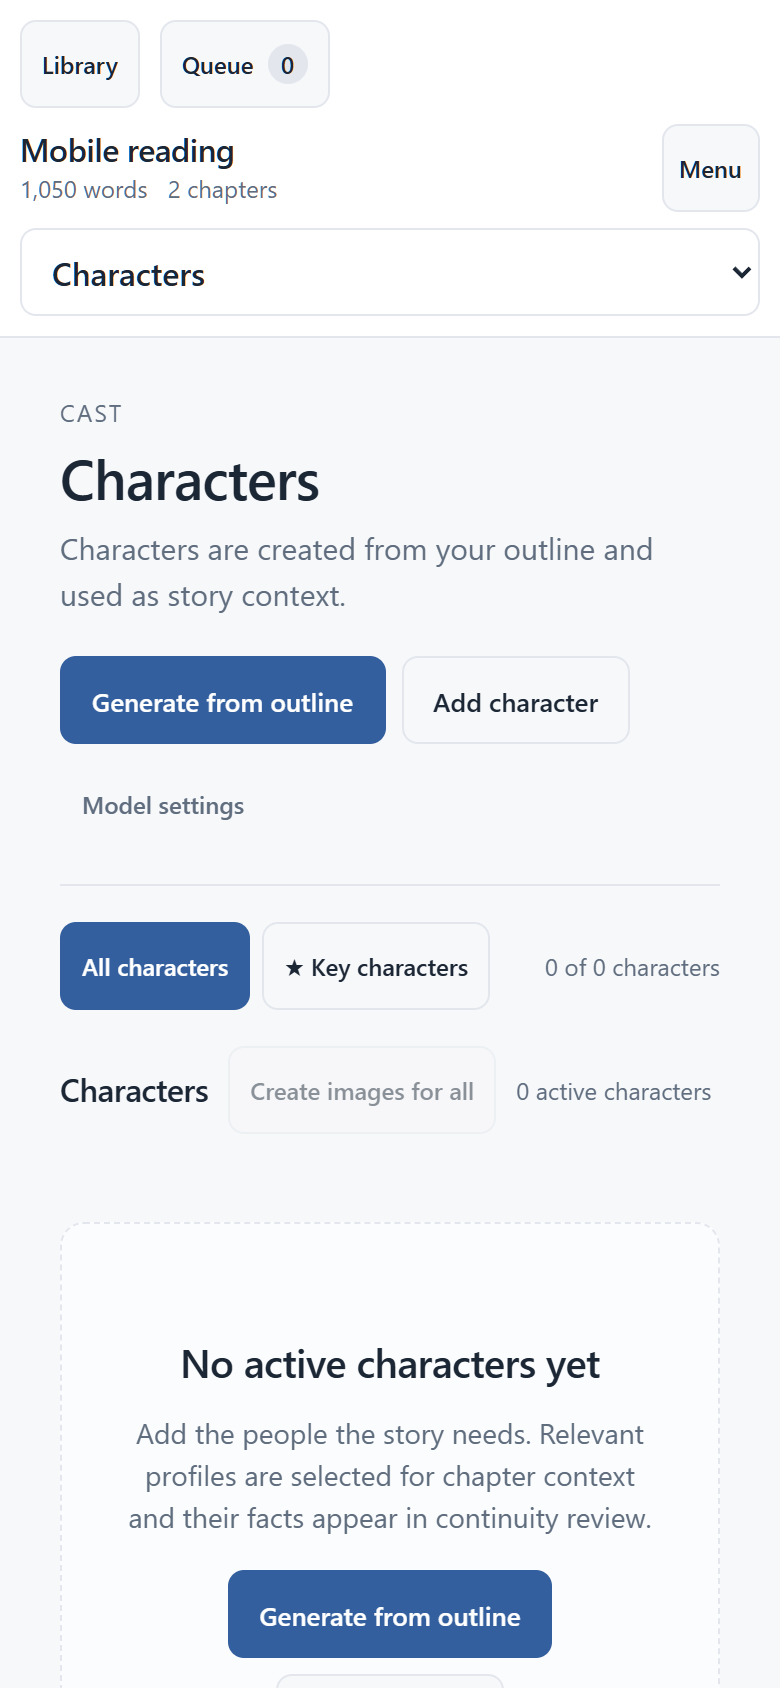 Library
Queue 0
Mobile reading
1,050 words 2 chapters
Menu
Characters
CAST
Characters
Characters are created from your outline and
used as story context.
Generate from outline
Add character
Model settings
All characters
★ Key characters
0 of 0 characters
Characters
Create images for all
0 active characters
No active characters yet
Add the people the story needs. Relevant
profiles are selected for chapter context
and their facts appear in continuity review.
Generate from outline